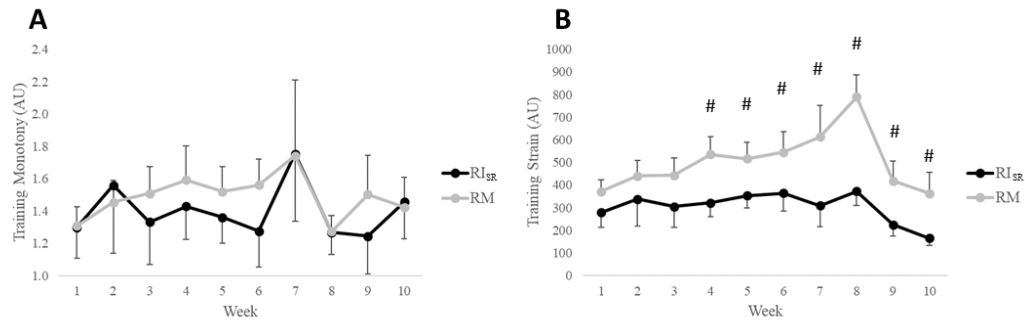 A
Training Monotony (AU)
2.4
2.2
2.0
1.8
1.6
1.4
1.2
1.0
1 2 3 4 5 6 7 8 9 10
Week
RISR
RM
B
Training Strain (AU)
1000
900
800
700
600
500
400
300
200
100
0
# # # # # # #
1 2 3 4 5 6 7 8 9 10
Week
RISR
RM